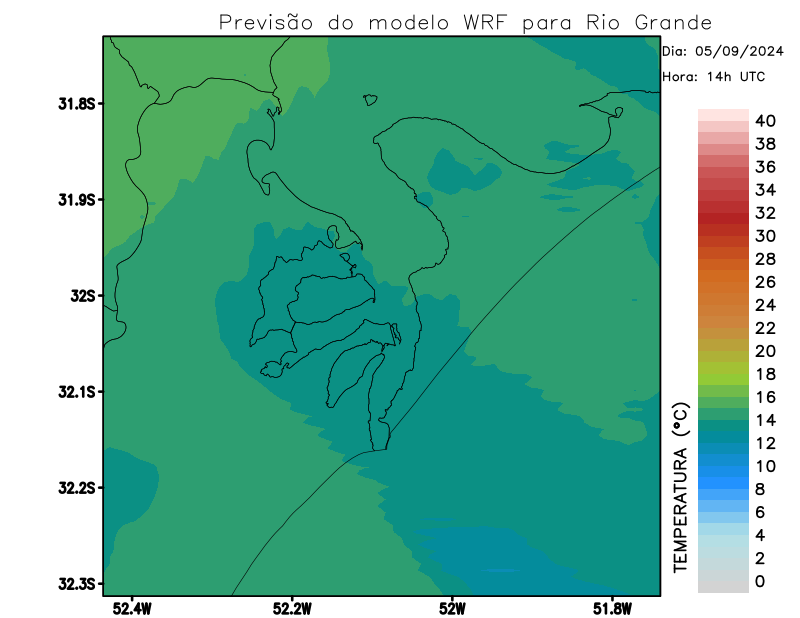 Previsão do modelo WRF para Rio Grande
Dia: 05/09/2024
Hora: 14h UTC
31.8S
31.9S
32S
32.1S
32.2S
32.3S
52.4W
52.2W
52W
51.8W
TEMPERATURA (°C)
40
38
36
34
32
30
28
26
24
22
20
18
16
14
12
10
8
6
4
2
0